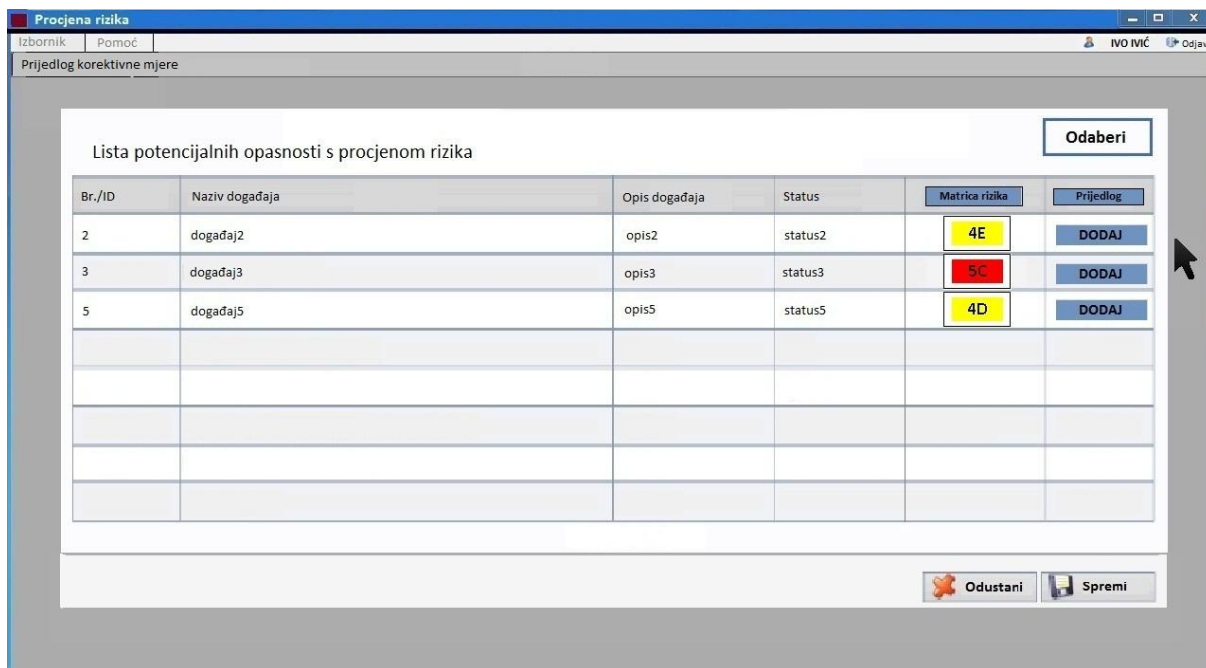 Procjena rizika
Izbornik Pomoć IVO IVIĆ Odjav
Prijedlog korektivne mjere
Odaberi
Lista potencijalnih opasnosti s procjenom rizika
Br./ID Naziv događaja Opis događaja Status Matrica rizika Prijedlog
2 događaj2 opis2 status2 4E DODAJ
3 događaj3 opis3 status3 5C DODAJ
5 događaj5 opis5 status5 4D DODAJ
Odustani Spremi